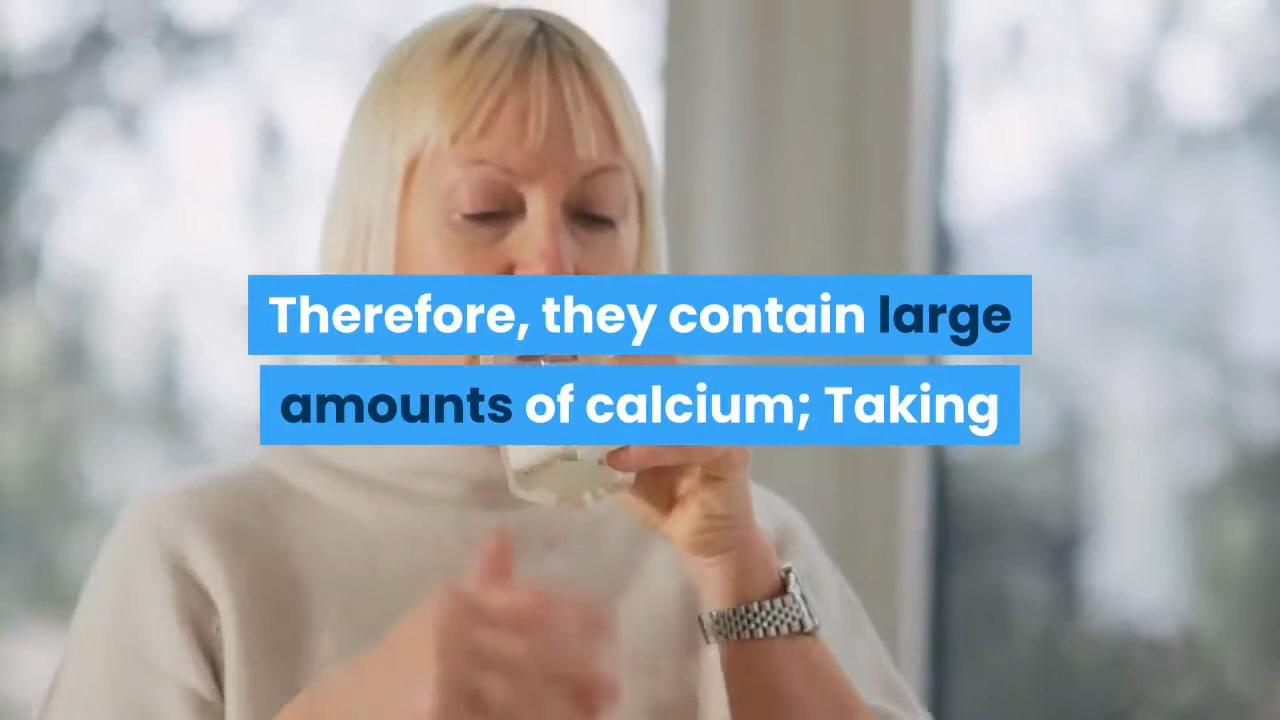 Therefore, they contain large
amounts of calcium; Taking